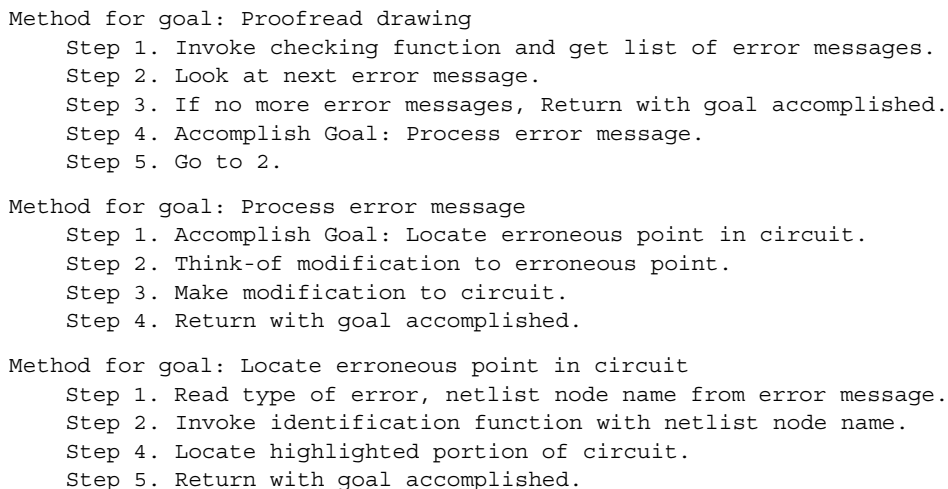 Method for goal: Proofread drawing
Step 1. Invoke checking function and get list of error messages.
Step 2. Look at next error message.
Step 3. If no more error messages, Return with goal accomplished.
Step 4. Accomplish Goal: Process error message.
Step 5. Go to 2.
Method for goal: Process error message
Step 1. Accomplish Goal: Locate erroneous point in circuit.
Step 2. Think-of modification to erroneous point.
Step 3. Make modification to circuit.
Step 4. Return with goal accomplished.
Method for goal: Locate erroneous point in circuit
Step 1. Read type of error, netlist node name from error message.
Step 2. Invoke identification function with netlist node name.
Step 4. Locate highlighted portion of circuit.
Step 5. Return with goal accomplished.